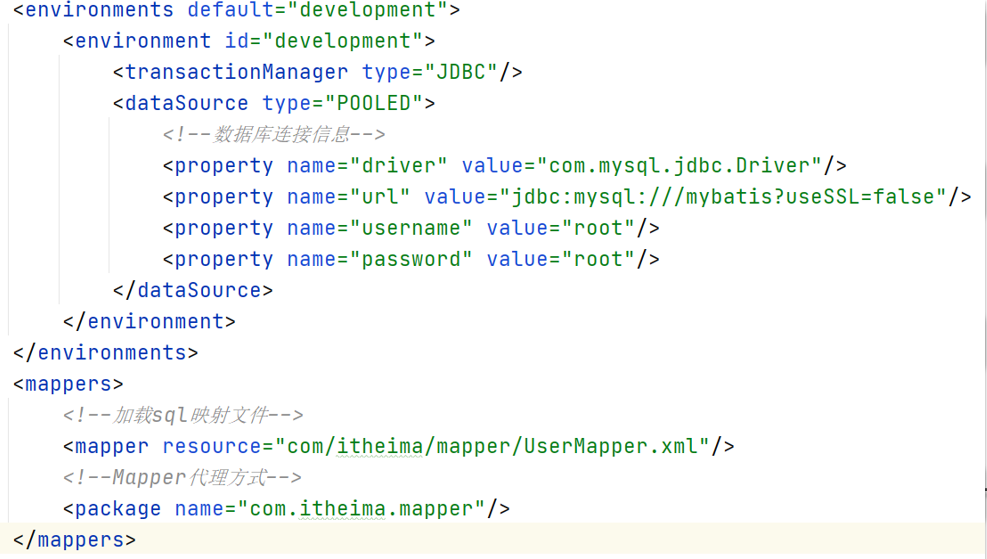 <environments default="development">
    <environment id="development">
        <transactionManager type="JDBC"/>
        <dataSource type="POOLED">
            <!--数据库连接信息-->
            <property name="driver" value="com.mysql.jdbc.Driver"/>
            <property name="url" value="jdbc:mysql:///mybatis?useSSL=false"/>
            <property name="username" value="root"/>
            <property name="password" value="root"/>
        </dataSource>
    </environment>
</environments>
<mappers>
    <!--加载sql映射文件-->
    <mapper resource="com/itheima/mapper/UserMapper.xml"/>
    <!--Mapper代理方式-->
    <package name="com.itheima.mapper"/>
</mappers>